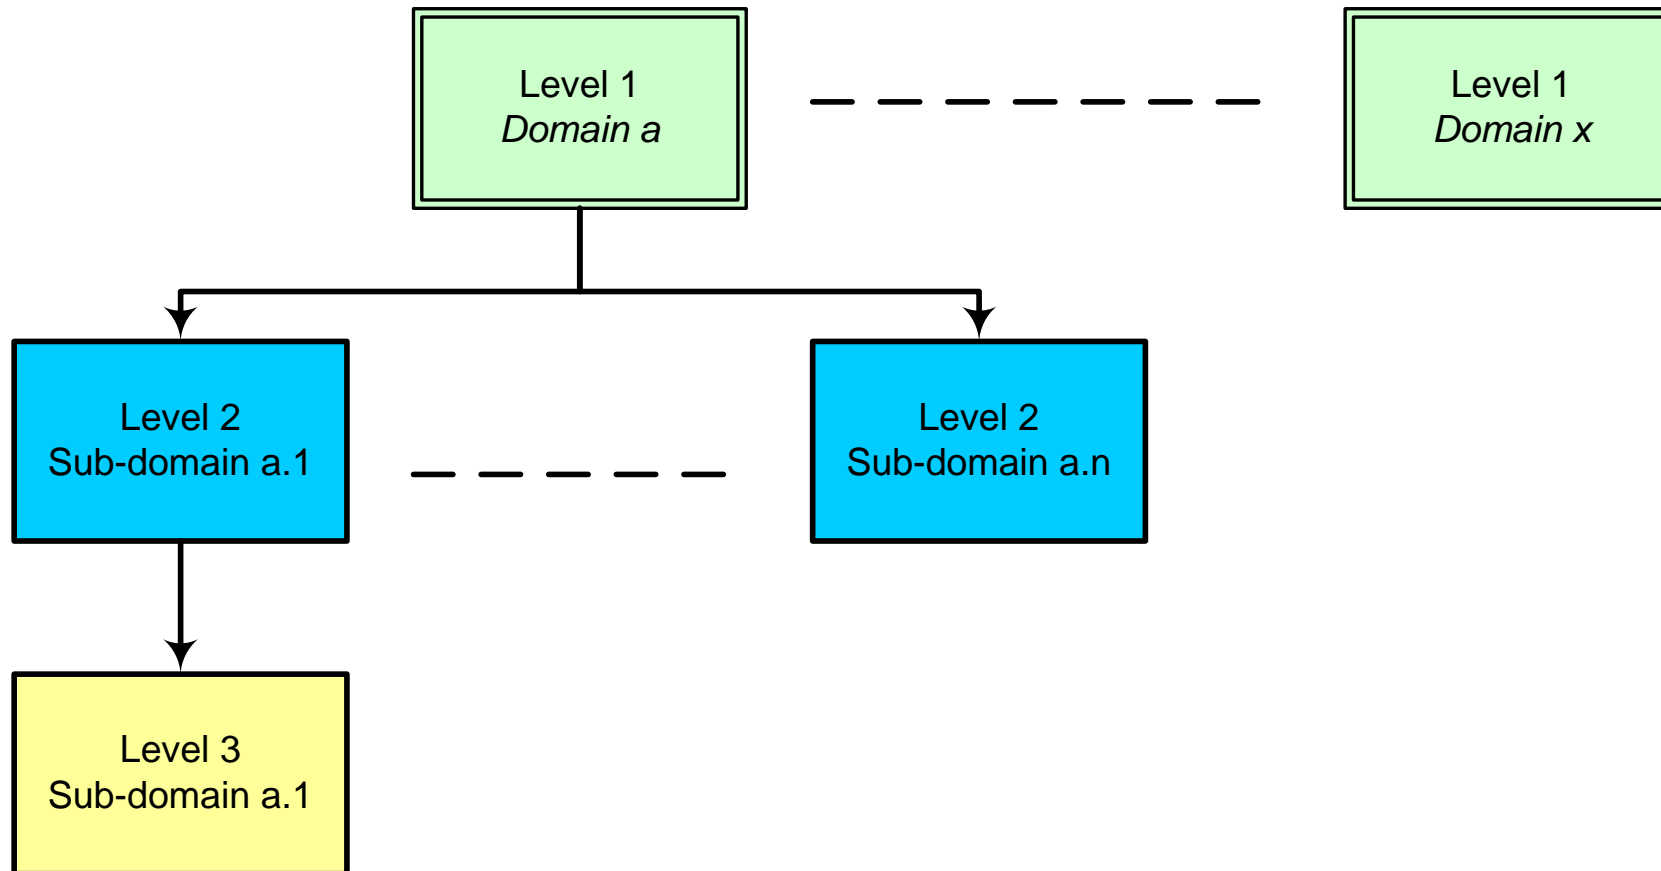 Level 1
Domain a
Level 1
Domain x
Level 2
Sub-domain a.1
Level 2
Sub-domain a.n
Level 3
Sub-domain a.1